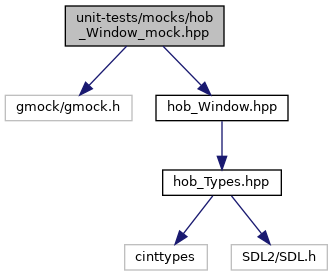 unit-tests/mocks/hob
_Window_mock.hpp
gmock/gmock.h
hob_Window.hpp
hob_Types.hpp
cinttypes
SDL2/SDL.h